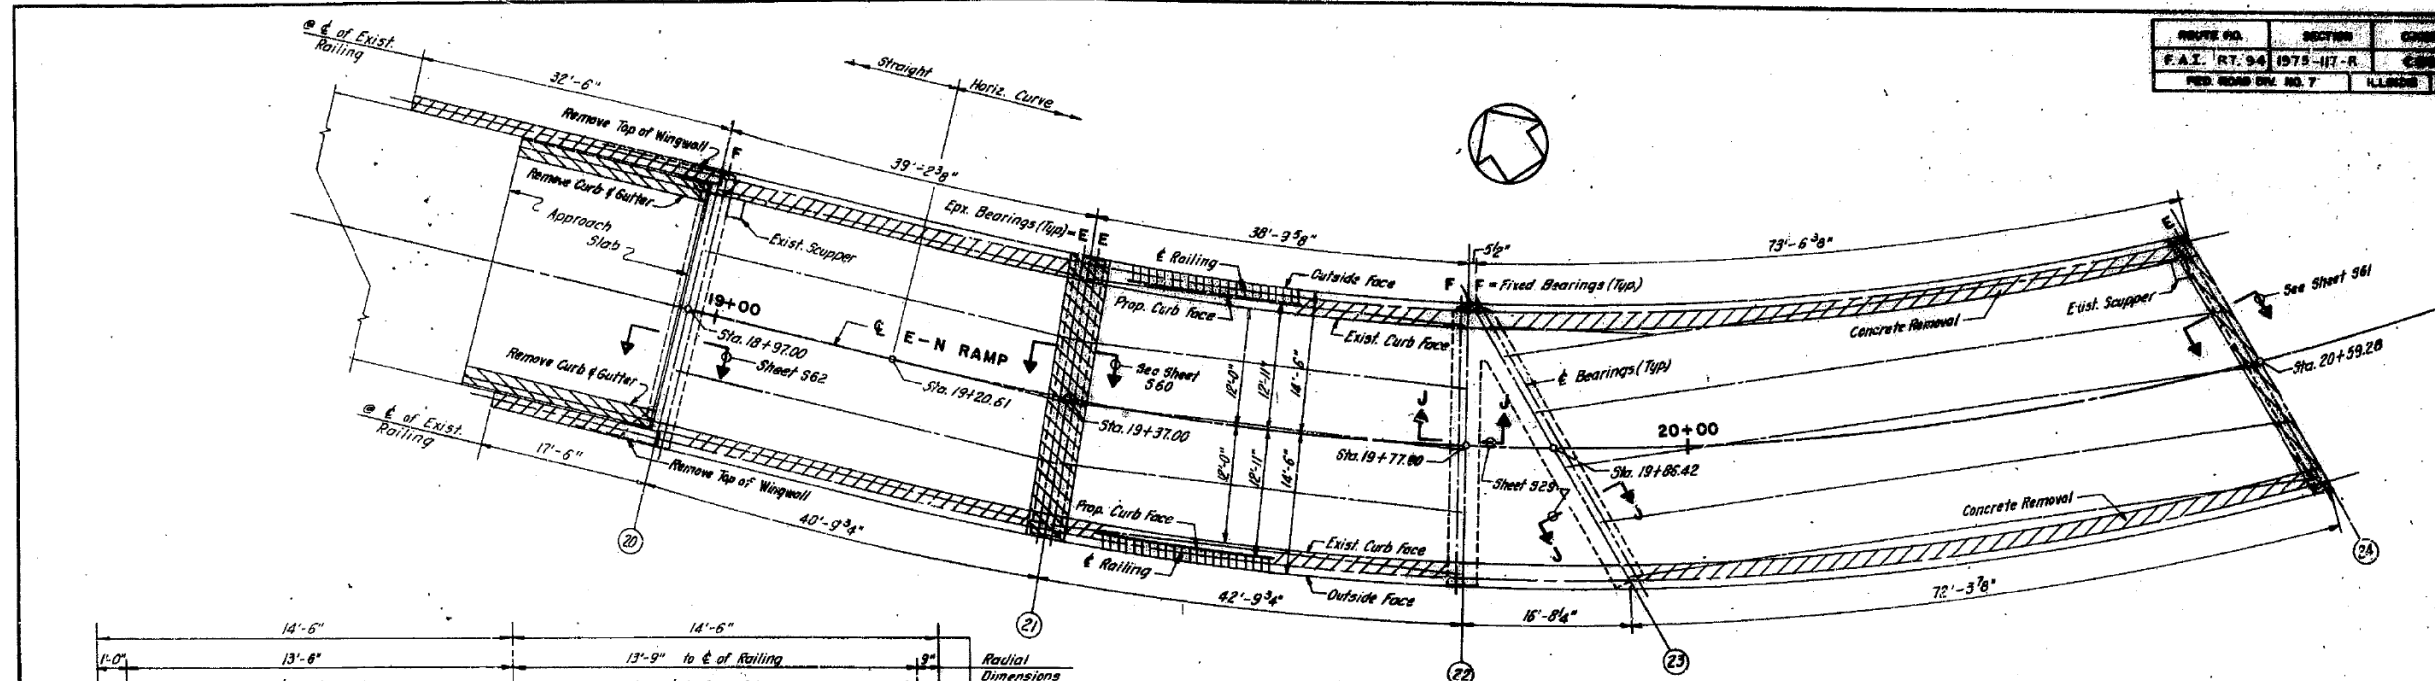 @ ℄ of Exist.
Railing
32'-6"
Straight
Horiz. Curve
ROUTE NO.
SECTION
F.A.I. RT. 94
1975-117-R
FED. ROAD DIV. NO. 7
ILLINOIS
Remove Top of Wingwall
F
39'-2⅜"
Remove Curb & Gutter
Approach
Slab
Exist. Scupper
Epx. Bearings (Typ) = E
E
38'-9⅝"
5½"
73'-6⅜"
E
℄ Railing
Outside Face
F
F = Fixed Bearings (Typ.)
See Sheet S61
Prop. Curb Face
Exist. Curb Face
Concrete Removal
Exist. Scupper
19+00
℄ E-N RAMP
Sta. 18+97.00
Sheet S62
Sta. 19+20.61
See Sheet
S60
12'-0"
12'-11"
14'-6"
℄ Bearings (Typ)
Sta. 20+59.28
Remove Curb & Gutter
Sta. 19+37.00
J
J
20+00
@ ℄ of Exist.
Railing
17'-6"
Remove Top of Wingwall
12'-0"
12'-11"
14'-6"
Sta. 19+77.80
Sta. 19+86.42
Sheet S29
J
J
Prop. Curb Face
Exist. Curb Face
Concrete Removal
20
40'-9¾"
℄ Railing
Outside Face
24
42'-9¾"
16'-8¼"
72'-3⅞"
21
22
23
14'-6"
14'-6"
1'-0"
13'-6"
13'-9" to ℄ of Railing
9"
Radial
Dimensions